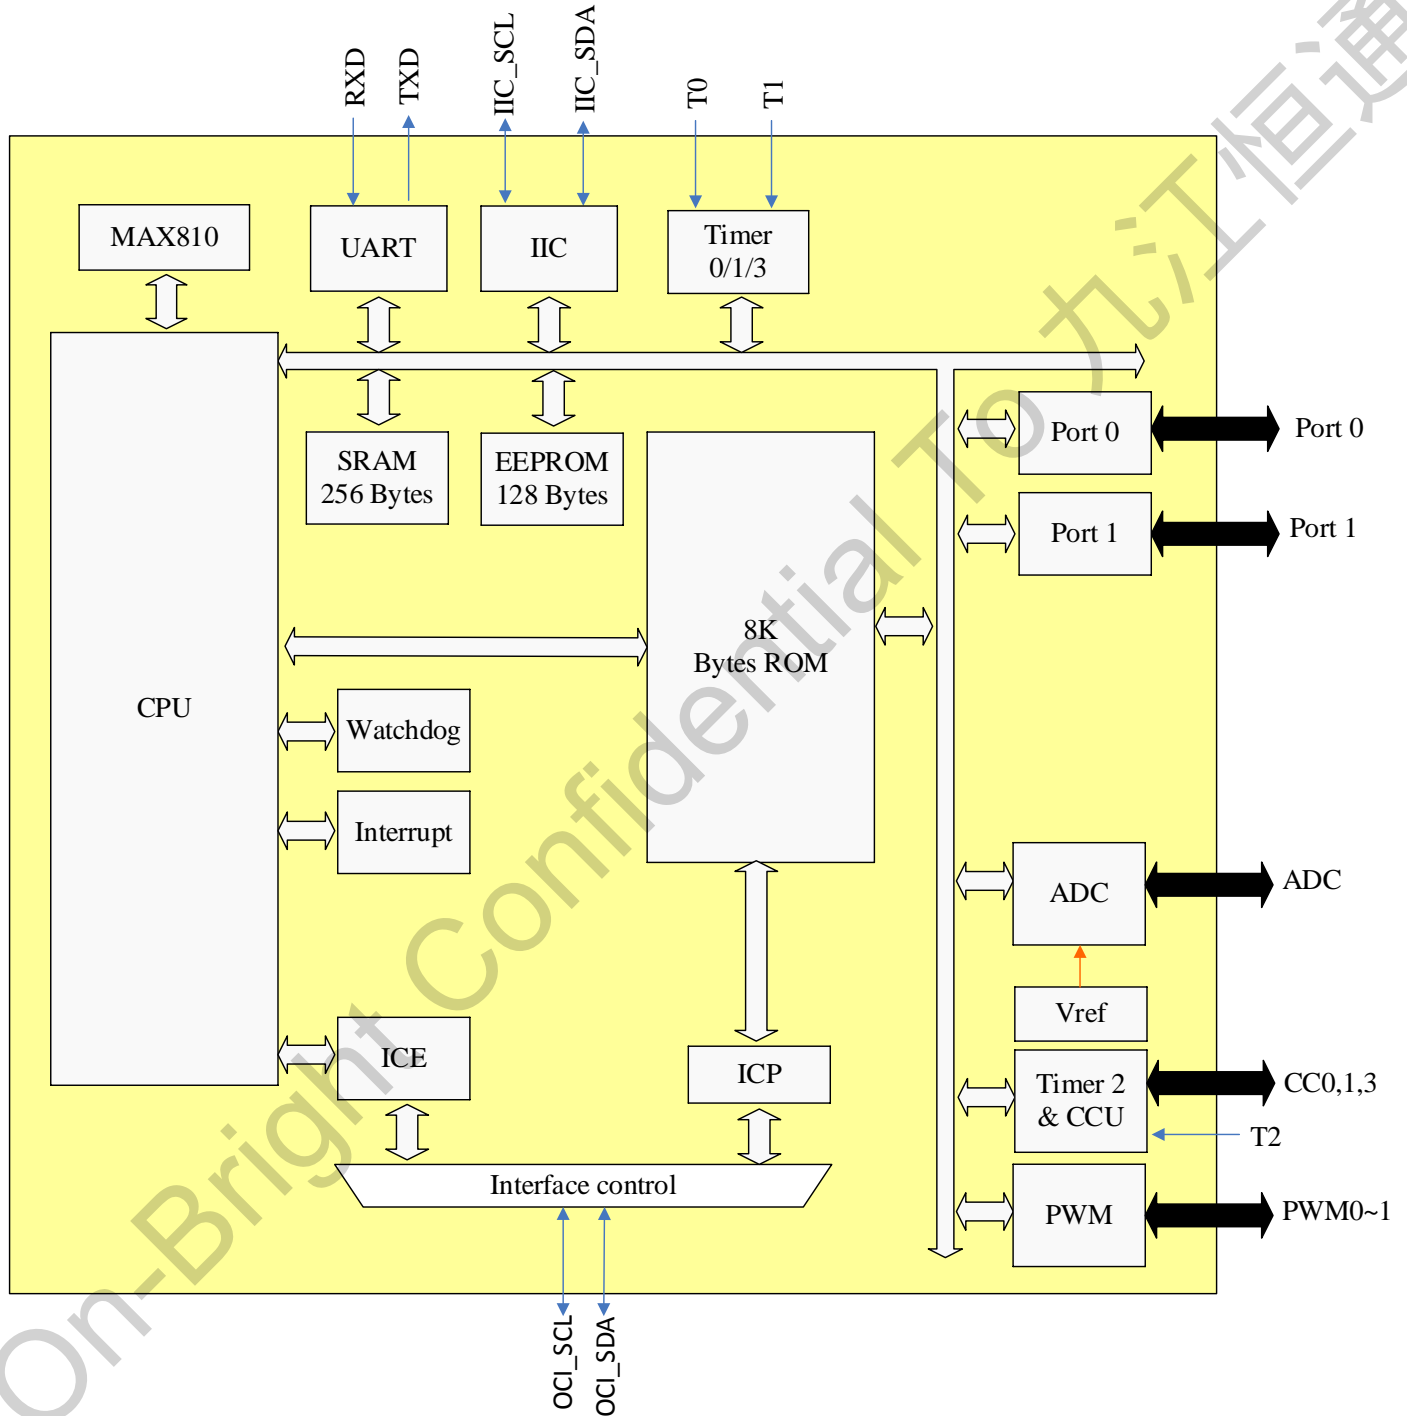 RXD
TXD
IIC_SCL
IIC_SDA
T0
T1
MAX810
UART
IIC
Timer
0/1/3
SRAM
256 Bytes
EEPROM
128 Bytes
8K
Bytes ROM
Port 0
Port 0
Port 1
Port 1
CPU
Watchdog
Interrupt
ADC
ADC
Vref
ICE
ICP
Timer 2
& CCU
CC0,1,3
T2
Interface control
PWM
PWM0~1
OCI_SCL
OCI_SDA
On-Bright Confidential To 九江恒通